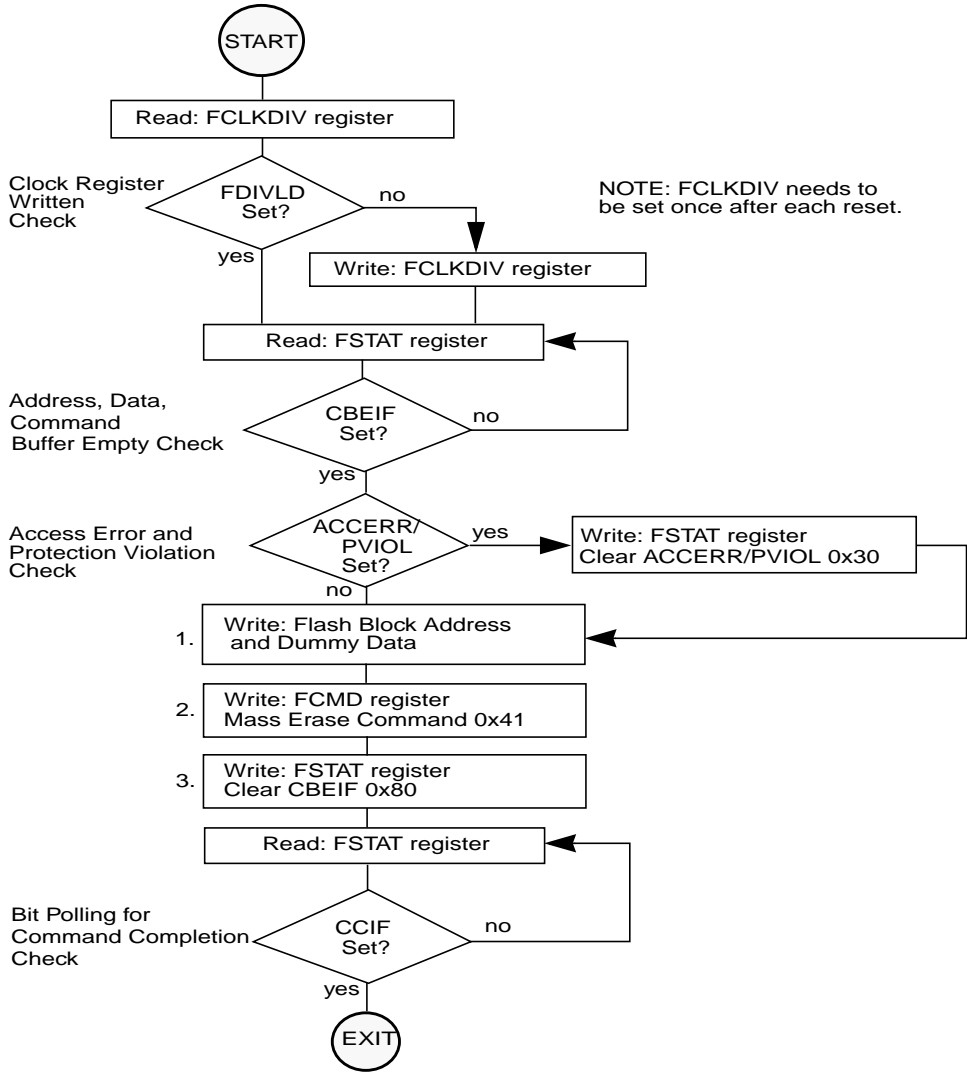 START
Read: FCLKDIV register
Clock Register
Written
Check
FDIVLD
Set?
no
yes
NOTE: FCLKDIV needs to
be set once after each reset.
Write: FCLKDIV register
Read: FSTAT register
Address, Data,
Command
Buffer Empty Check
CBEIF
Set?
no
yes
Access Error and
Protection Violation
Check
ACCERR/
PVIOL
Set?
yes
no
Write: FSTAT register
Clear ACCERR/PVIOL 0x30
1.
Write: Flash Block Address
and Dummy Data
2.
Write: FCMD register
Mass Erase Command 0x41
3.
Write: FSTAT register
Clear CBEIF 0x80
Read: FSTAT register
Bit Polling for
Command Completion
Check
CCIF
Set?
no
yes
EXIT